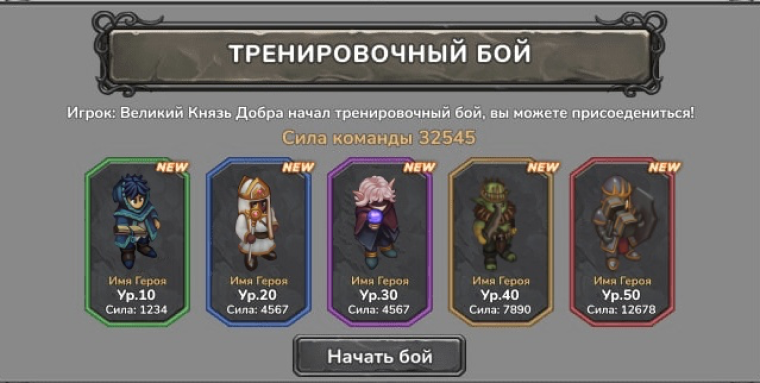 ТРЕНИРОВОЧНЫЙ БОЙ
Игрок: Великий Князь Добра начал тренировочный бой, вы можете присоедениться!
Сила команды 32545
NEW NEW NEW NEW NEW
Имя Героя Имя Героя Имя Героя Имя Героя Имя Героя
Ур.10 Ур.20 Ур.30 Ур.40 Ур.50
Сила: 1234 Сила: 4567 Сила: 4567 Сила: 7890 Сила: 12678
Начать бой